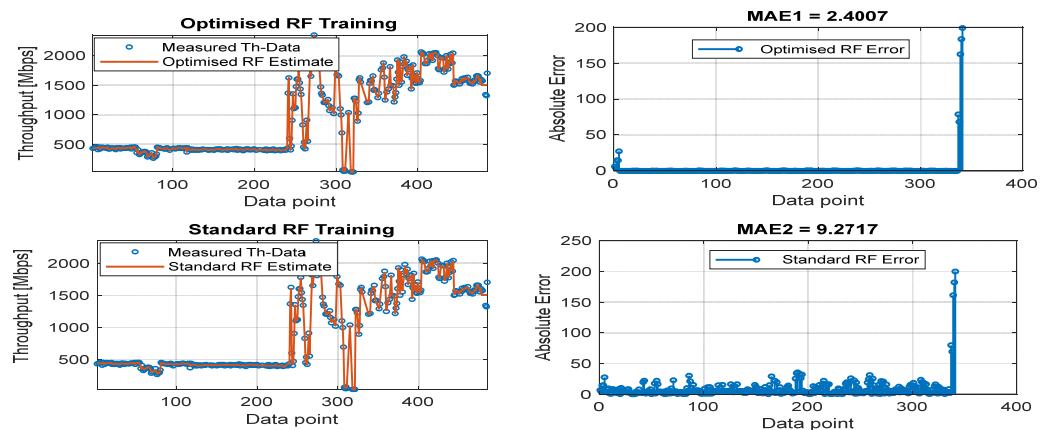 Optimised RF Training
Throughput [Mbps]
2000
1500
1000
500
Measured Th-Data
Optimised RF Estimate
100
200
300
400
Data point
MAE1 = 2.4007
Absolute Error
200
150
100
50
0
Optimised RF Error
0
100
200
300
400
Data point
Standard RF Training
Throughput [Mbps]
2000
1500
1000
500
Measured Th-Data
Standard RF Estimate
100
200
300
400
Data point
MAE2 = 9.2717
Absolute Error
250
200
150
100
50
0
Standard RF Error
0
100
200
300
400
Data point